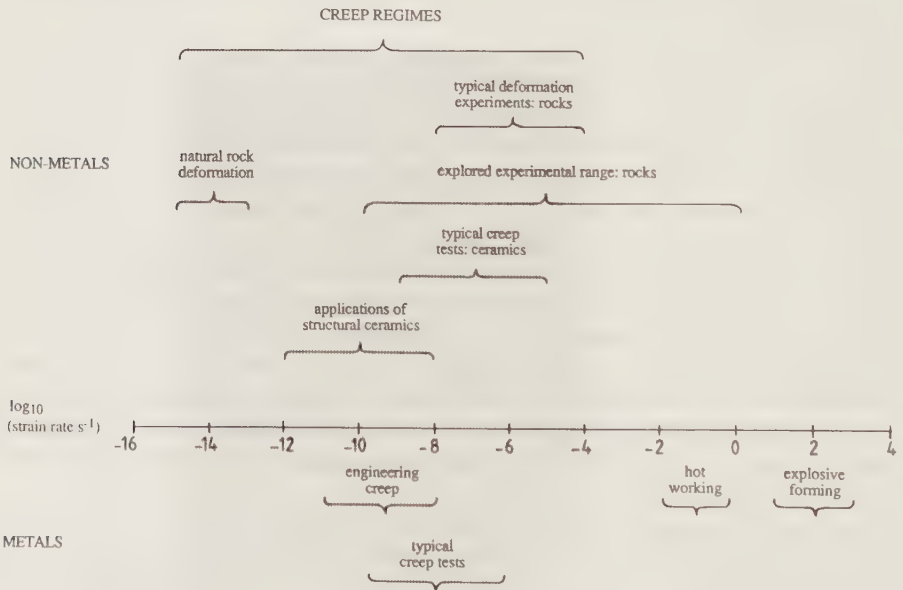 CREEP REGIMES
typical deformation
experiments: rocks
NON-METALS
natural rock
deformation
explored experimental range: rocks
typical creep
tests: ceramics
applications of
structural ceramics
log10
(strain rate s-1)
-16 -14 -12 -10 -8 -6 -4 -2 0 2 4
engineering
creep
hot
working
explosive
forming
METALS
typical
creep tests